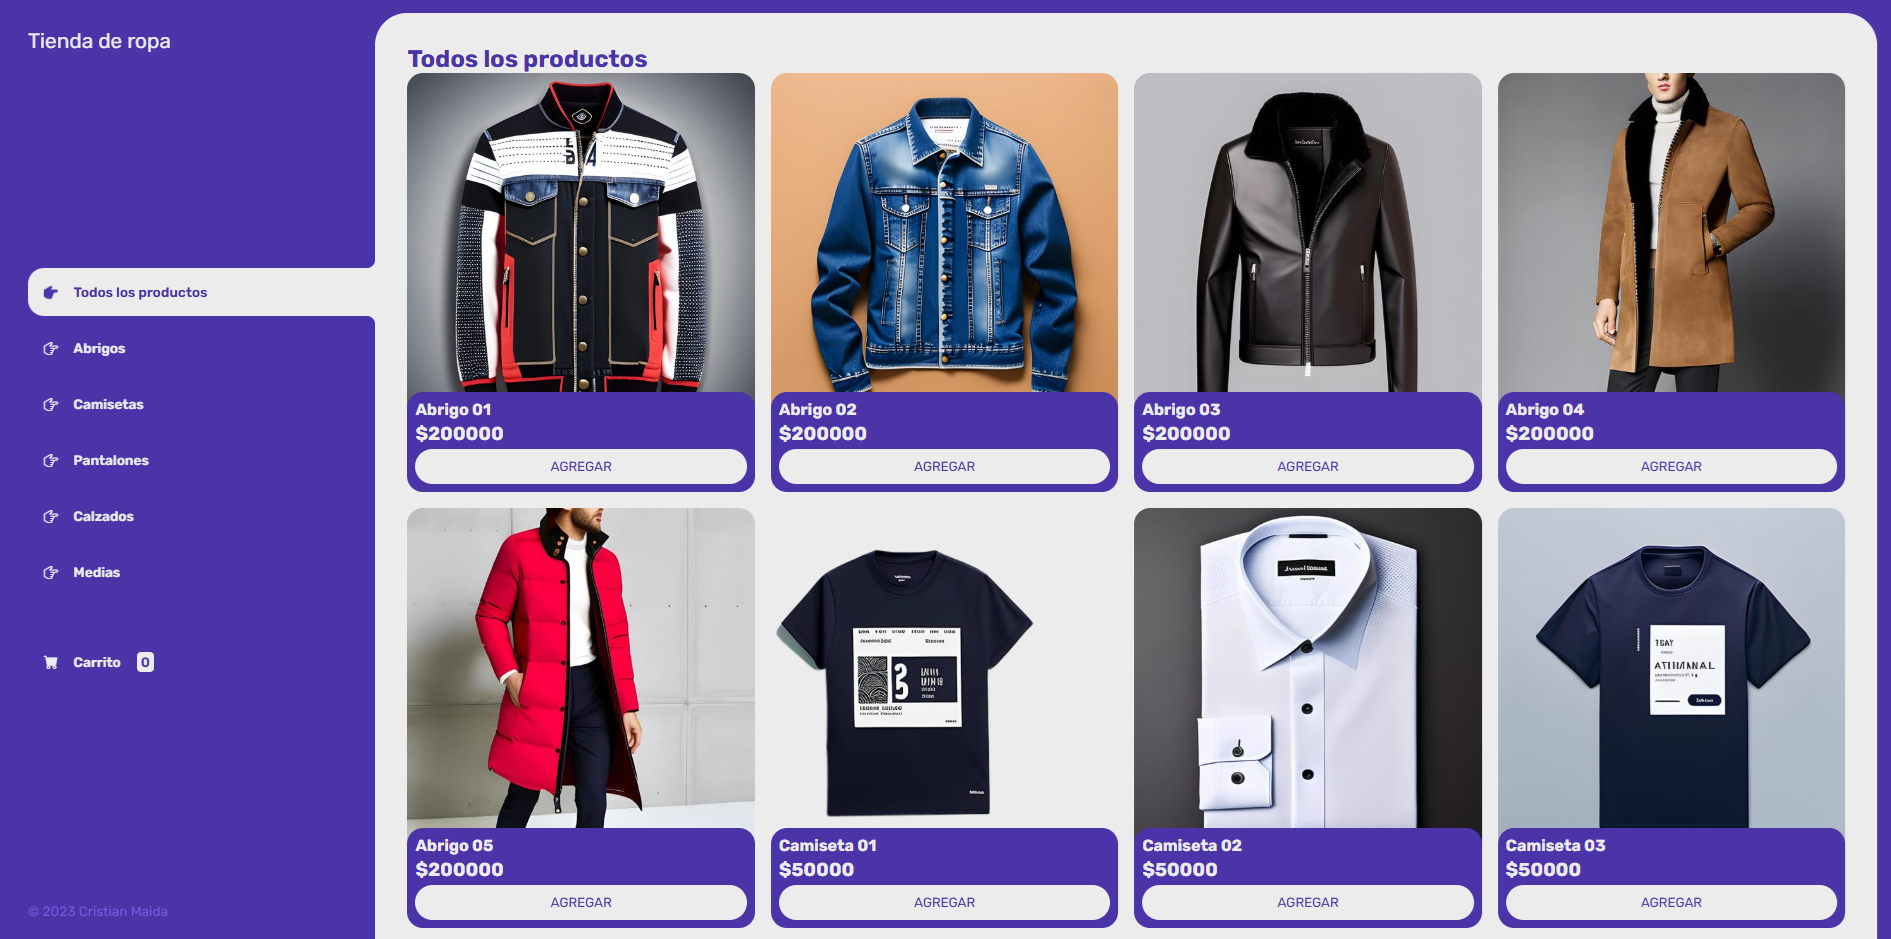 Tienda de ropa
Todos los productos
Abrigos
Camisetas
Pantalones
Calzados
Medias
Carrito 0
© 2023 Cristian Maida
Todos los productos
Abrigo 01
$200000
AGREGAR
Abrigo 02
$200000
AGREGAR
Abrigo 03
$200000
AGREGAR
Abrigo 04
$200000
AGREGAR
Abrigo 05
$200000
AGREGAR
Camiseta 01
$50000
AGREGAR
Camiseta 02
$50000
AGREGAR
Camiseta 03
$50000
AGREGAR